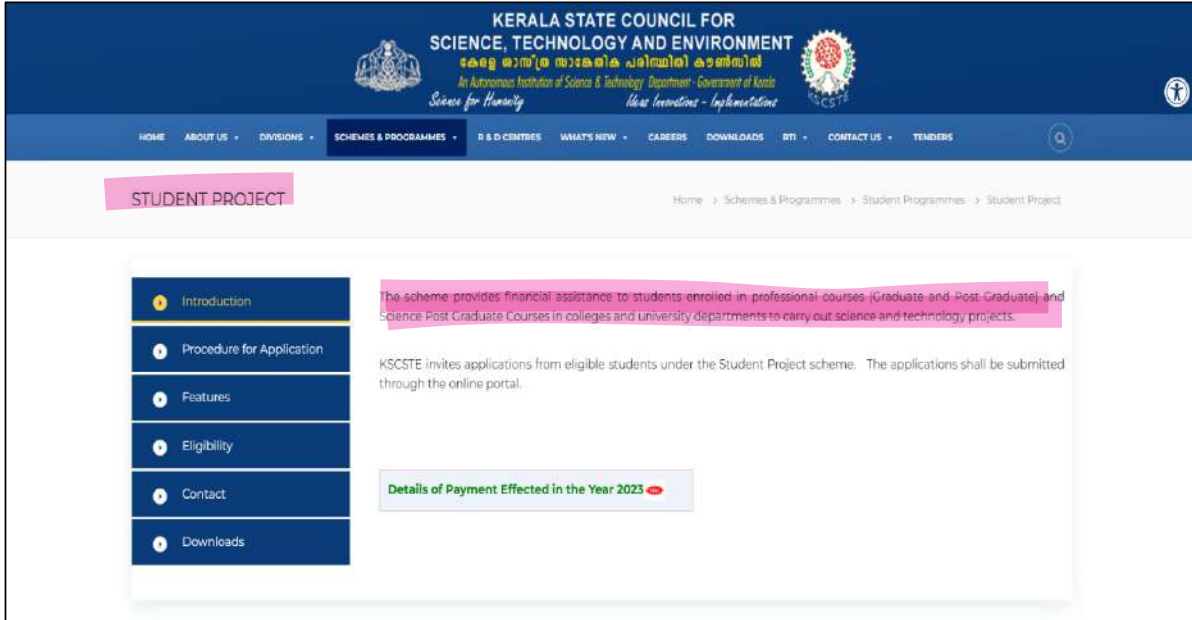 KERALA STATE COUNCIL FOR
SCIENCE, TECHNOLOGY AND ENVIRONMENT
കേരള ശാസ്ത്ര സാങ്കേതിക പരിസ്ഥിതി കൗൺസിൽ
An Autonomous Institution of Science & Technology Department - Government of Kerala
Science for Humanity Ideas Innovations - Implementations
KSCSTE
HOME ABOUT US DIVISIONS SCHEMES & PROGRAMMES R & D CENTRES WHAT'S NEW CAREERS DOWNLOADS RTI CONTACT US TENDERS
STUDENT PROJECT
Home > Schemes & Programmes > Student Programmes > Student Project
Introduction
Procedure for Application
Features
Eligibility
Contact
Downloads
The scheme provides financial assistance to students enrolled in professional courses (Graduate and Post Graduate) and
Science Post Graduate Courses in colleges and university departments to carry out science and technology projects.
KSCSTE invites applications from eligible students under the Student Project scheme. The applications shall be submitted
through the online portal.
Details of Payment Effected in the Year 2023